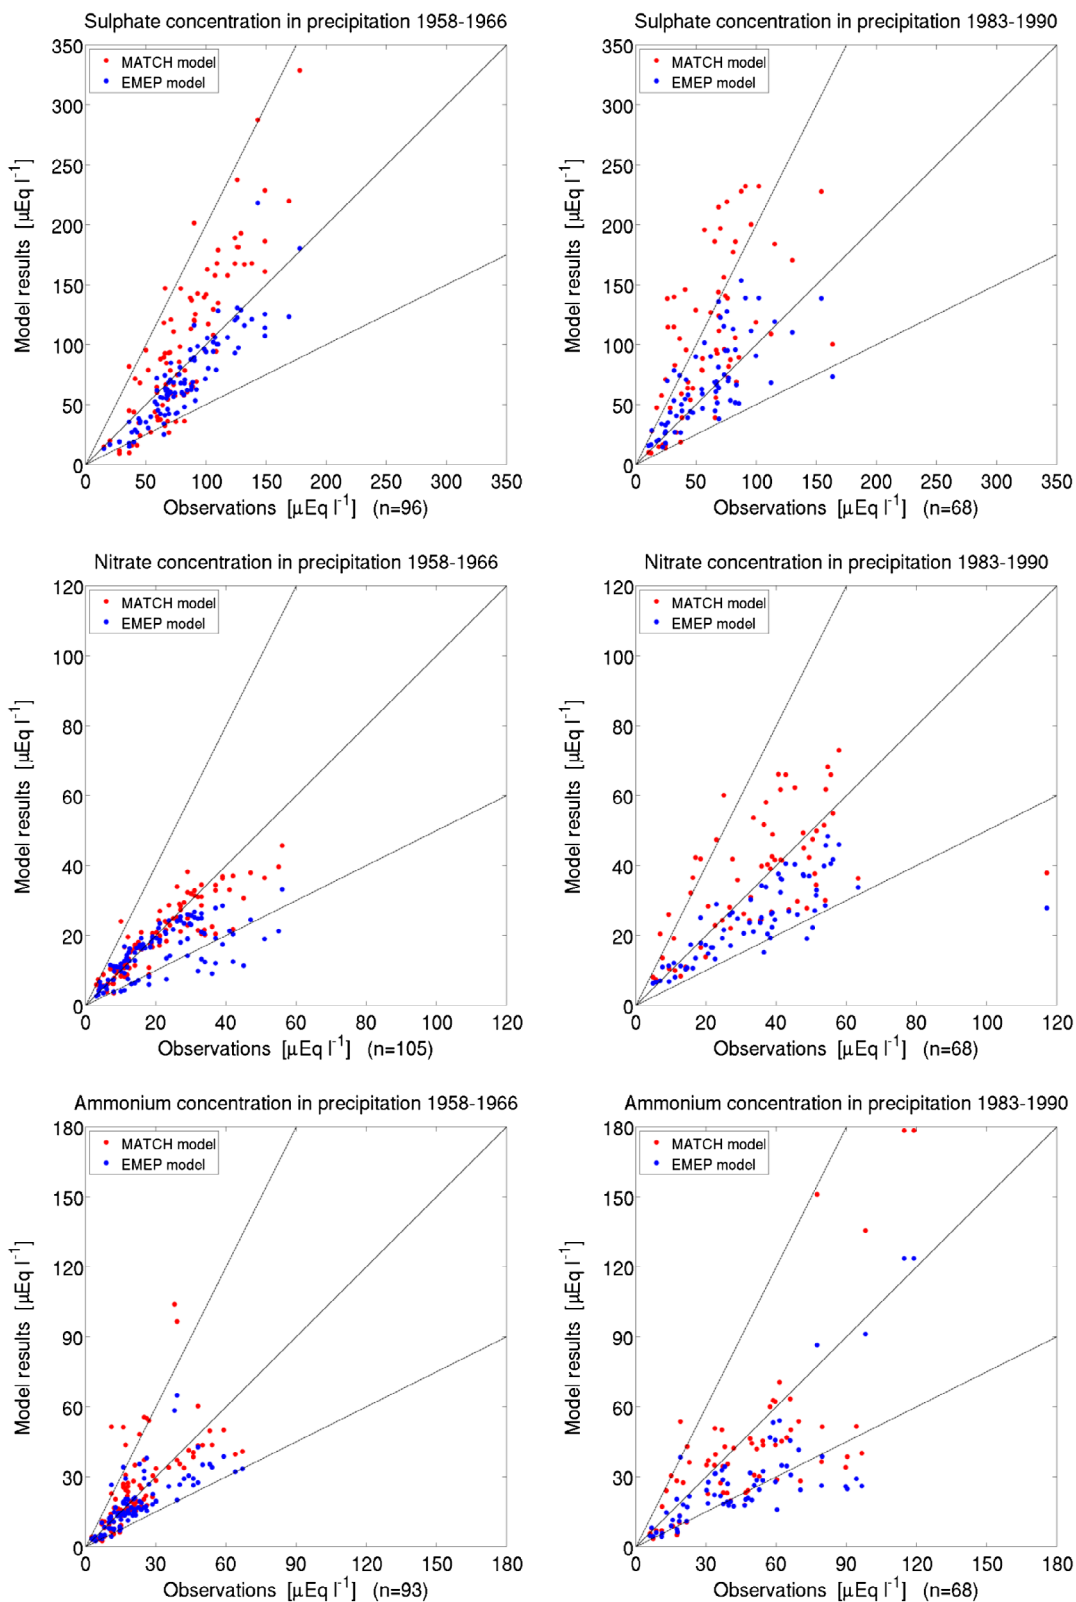 Sulphate concentration in precipitation 1958-1966
350
300
250
200
150
100
50
0
MATCH model
EMEP model
Model results [μEq l⁻¹]
0 50 100 150 200 250 300 350
Observations [μEq l⁻¹] (n=96)
Sulphate concentration in precipitation 1983-1990
350
300
250
200
150
100
50
0
MATCH model
EMEP model
Model results [μEq l⁻¹]
0 50 100 150 200 250 300 350
Observations [μEq l⁻¹] (n=68)
Nitrate concentration in precipitation 1958-1966
120
100
80
60
40
20
0
MATCH model
EMEP model
Model results [μEq l⁻¹]
0 20 40 60 80 100 120
Observations [μEq l⁻¹] (n=105)
Nitrate concentration in precipitation 1983-1990
120
100
80
60
40
20
0
MATCH model
EMEP model
Model results [μEq l⁻¹]
0 20 40 60 80 100 120
Observations [μEq l⁻¹] (n=68)
Ammonium concentration in precipitation 1958-1966
180
150
120
90
60
30
0
MATCH model
EMEP model
Model results [μEq l⁻¹]
0 30 60 90 120 150 180
Observations [μEq l⁻¹] (n=93)
Ammonium concentration in precipitation 1983-1990
180
150
120
90
60
30
0
MATCH model
EMEP model
Model results [μEq l⁻¹]
0 30 60 90 120 150 180
Observations [μEq l⁻¹] (n=68)